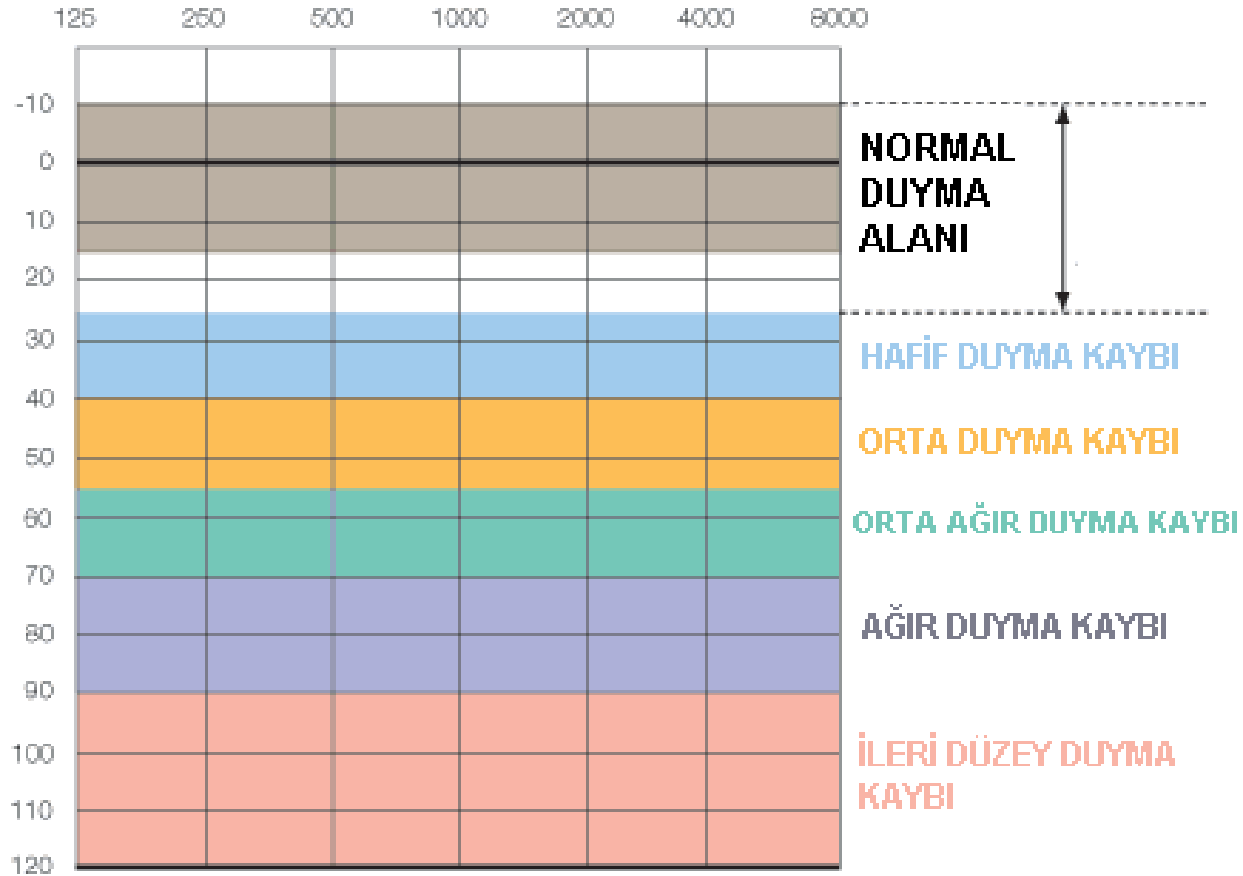 125 250 500 1000 2000 4000 8000
-10
0
10
20
30
40
50
60
70
80
90
100
110
120
NORMAL
DUYMA
ALANI
HAFİF DUYMA KAYBI
ORTA DUYMA KAYBI
ORTA AĞIR DUYMA KAYBI
AĞIR DUYMA KAYBI
İLERİ DÜZEY DUYMA
KAYBI